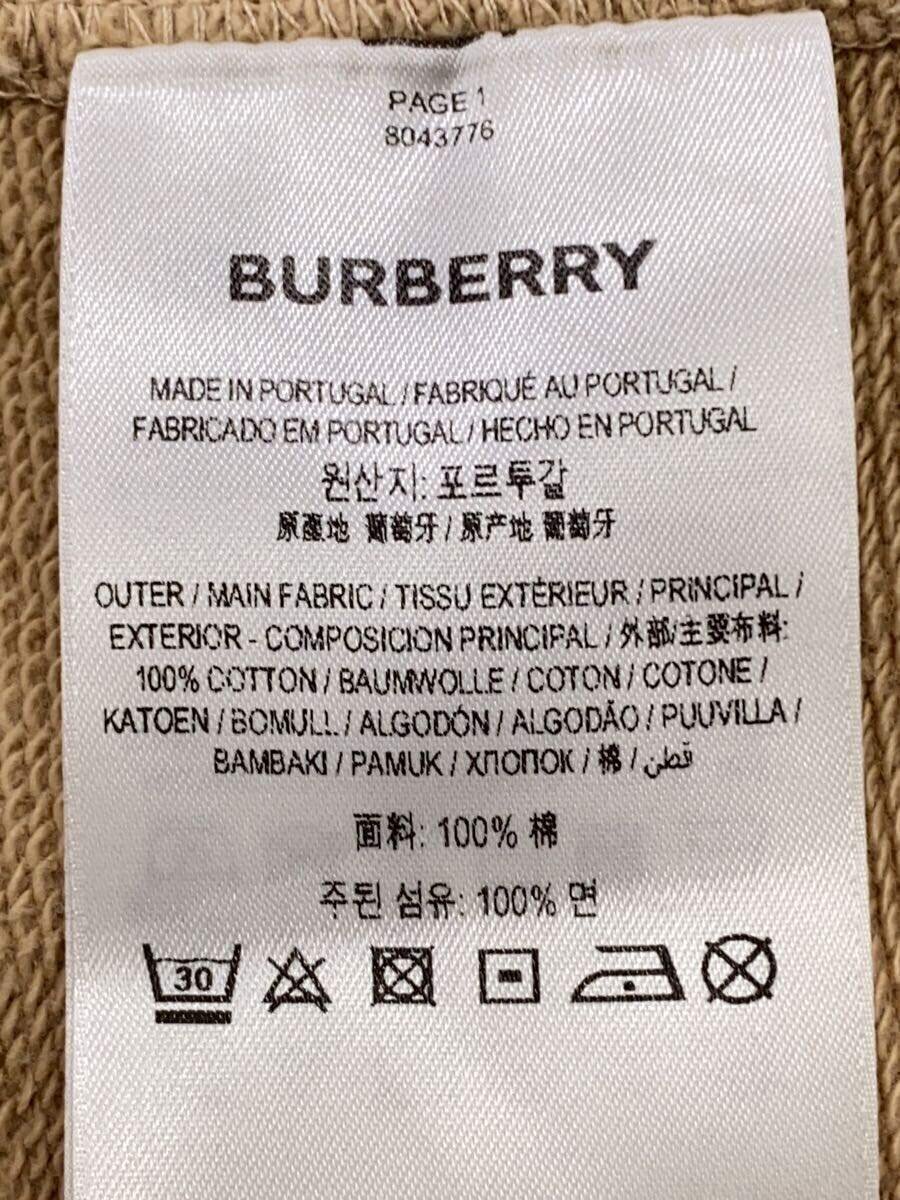 PAGE 1
8043776
BURBERRY
MADE IN PORTUGAL / FABRIQUÉ AU PORTUGAL /
FABRICADO EM PORTUGAL / HECHO EN PORTUGAL
원산지: 포르투갈
原產地 葡萄牙 / 原产地 葡萄牙
OUTER / MAIN FABRIC / TISSU EXTÉRIEUR / PRINCIPAL /
EXTERIOR - COMPOSICION PRINCIPAL / 外部/主要布料:
100% COTTON / BAUMWOLLE / COTON / COTONE /
KATOEN / BOMULL / ALGODÓN / ALGODÃO / PUUVILLA /
BAMBAKI / PAMUK / ХЛОПОК / 棉 / قطن
面料: 100% 棉
주된 섬유: 100% 면
30